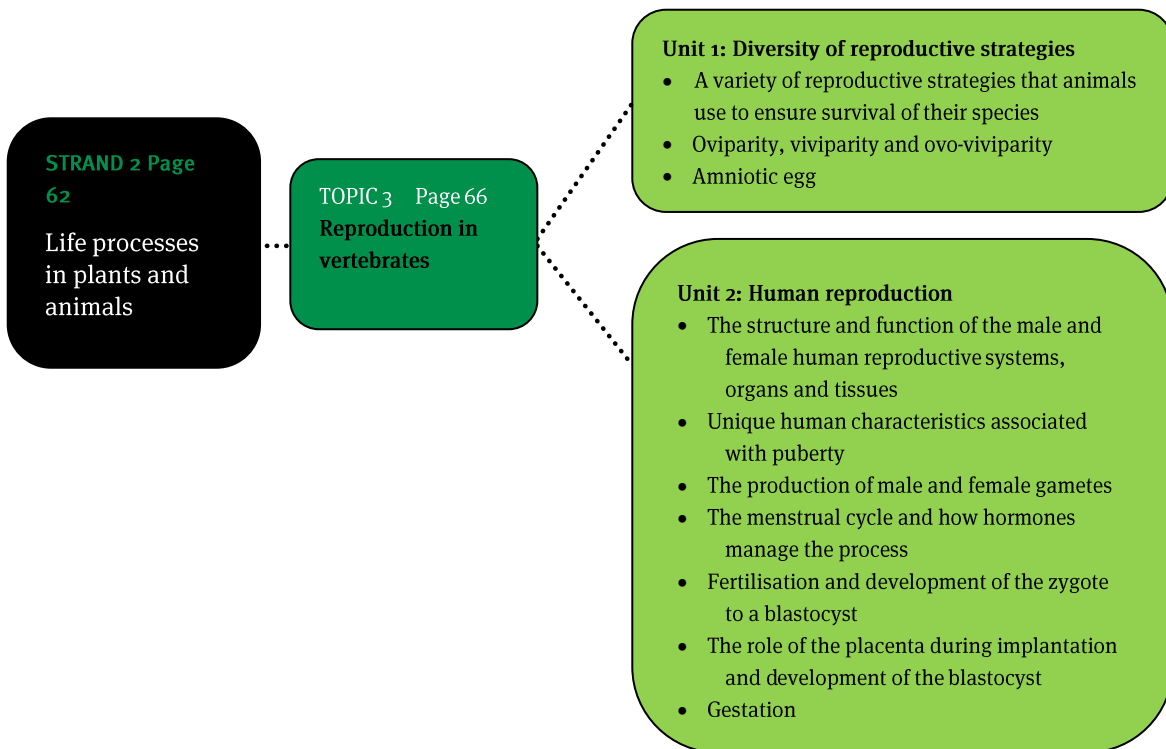 STRAND 2 Page
62
Life processes
in plants and
animals
TOPIC 3 Page 66
Reproduction in
vertebrates
Unit 1: Diversity of reproductive strategies
• A variety of reproductive strategies that animals
use to ensure survival of their species
• Oviparity, viviparity and ovo-viviparity
• Amniotic egg
Unit 2: Human reproduction
• The structure and function of the male and
female human reproductive systems,
organs and tissues
• Unique human characteristics associated
with puberty
• The production of male and female gametes
• The menstrual cycle and how hormones
manage the process
• Fertilisation and development of the zygote
to a blastocyst
• The role of the placenta during implantation
and development of the blastocyst
• Gestation